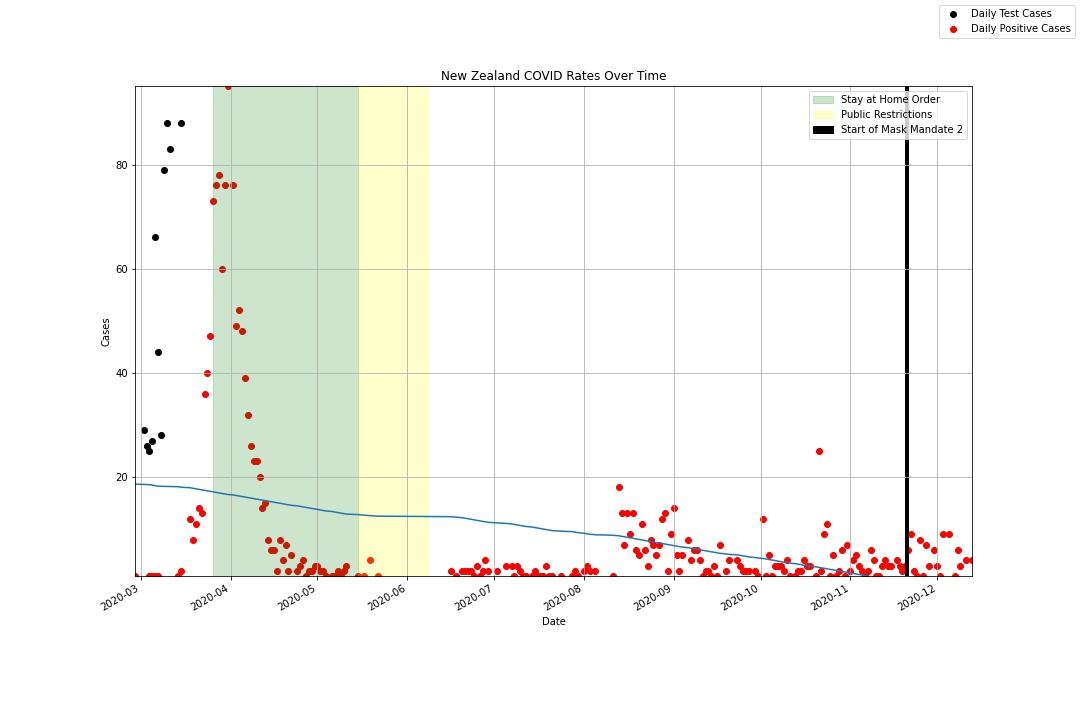 Daily Test Cases
Daily Positive Cases
New Zealand COVID Rates Over Time
Stay at Home Order
Public Restrictions
Start of Mask Mandate 2
80
60
40
20
Cases
2020-03
2020-04
2020-05
2020-06
2020-07
2020-08
2020-09
2020-10
2020-11
2020-12
Date